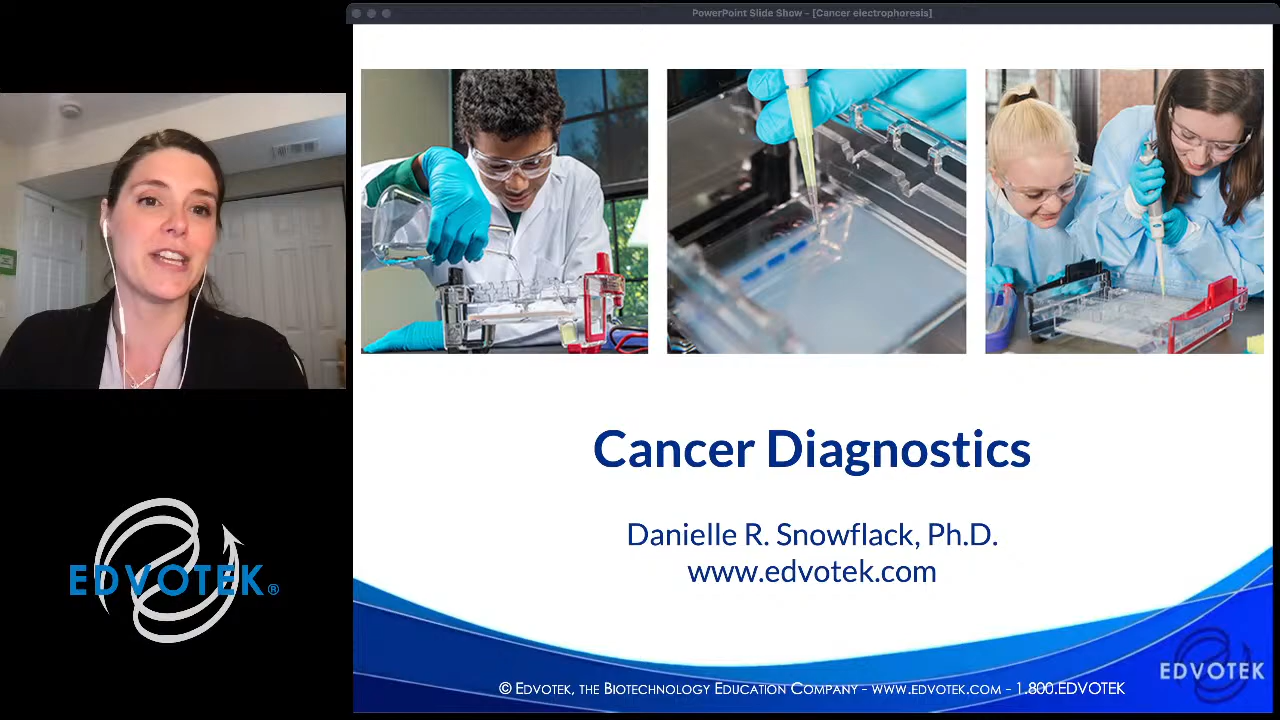 PowerPoint Slide Show - [Cancer electrophoresis]
Cancer Diagnostics
Danielle R. Snowflack, Ph.D.
www.edvotek.com
EDVOTEK®
EDVOTEK
© EDVOTEK, THE BIOTECHNOLOGY EDUCATION COMPANY - WWW.EDVOTEK.COM - 1.800.EDVOTEK